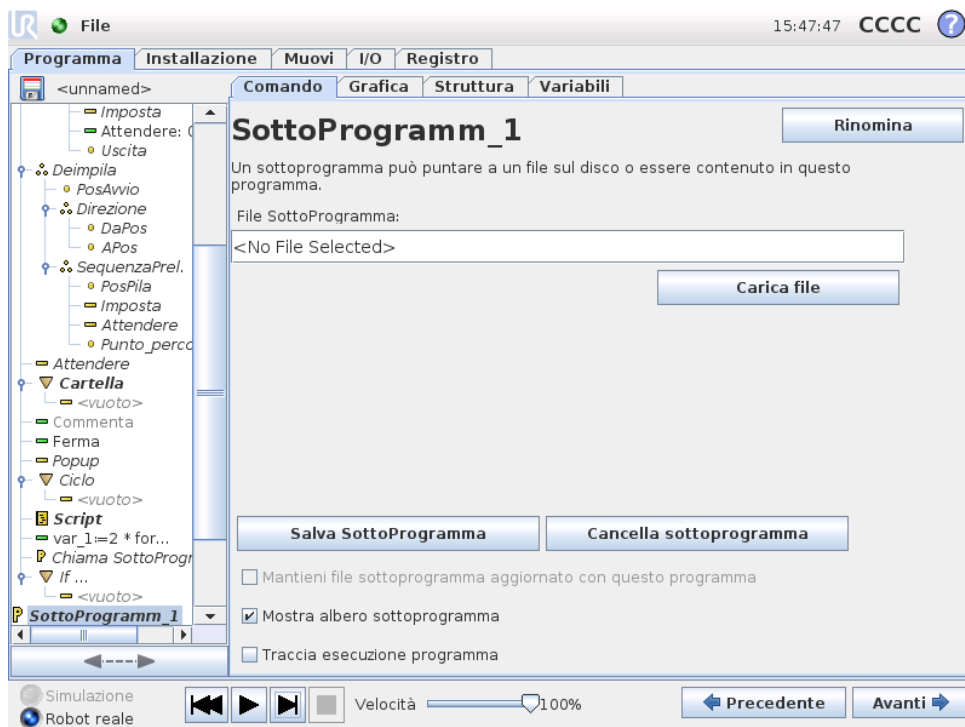 UR File 15:47:47 CCCC ?
Programma Installazione Muovi I/O Registro
<unnamed>
Comando Grafica Struttura Variabili
Imposta
Attendere: 0
Uscita
Deimpila
PosAvvio
Direzione
DaPos
APos
SequenzaPrel.
PosPila
Imposta
Attendere
Punto_perco
Attendere
Cartella
<vuoto>
Commenta
Ferma
Popup
Ciclo
<vuoto>
Script
var_1:=2 * for...
Chiama SottoProgr
If ...
<vuoto>
SottoProgramm_1
SottoProgramm_1
Rinomina
Un sottoprogramma può puntare a un file sul disco o essere contenuto in questo
programma.
File SottoProgramma:
<No File Selected>
Carica file
Salva SottoProgramma Cancella sottoprogramma
Mantieni file sottoprogramma aggiornato con questo programma
Mostra albero sottoprogramma
Traccia esecuzione programma
Simulazione
Robot reale
Velocità 100%
Precedente Avanti